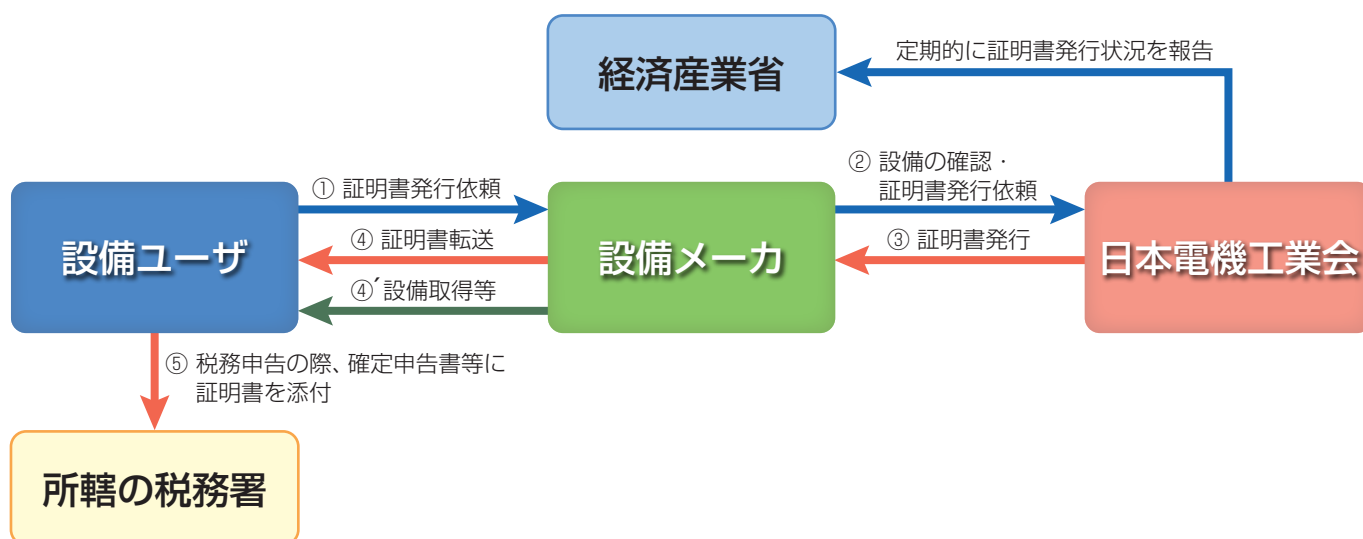 定期的に証明書発行状況を報告
経済産業省
① 証明書発行依頼
② 設備の確認・
証明書発行依頼
設備ユーザ
④ 証明書転送
設備メーカ
③ 証明書発行
日本電機工業会
④´設備取得等
⑤ 税務申告の際、確定申告書等に
証明書を添付
所轄の税務署